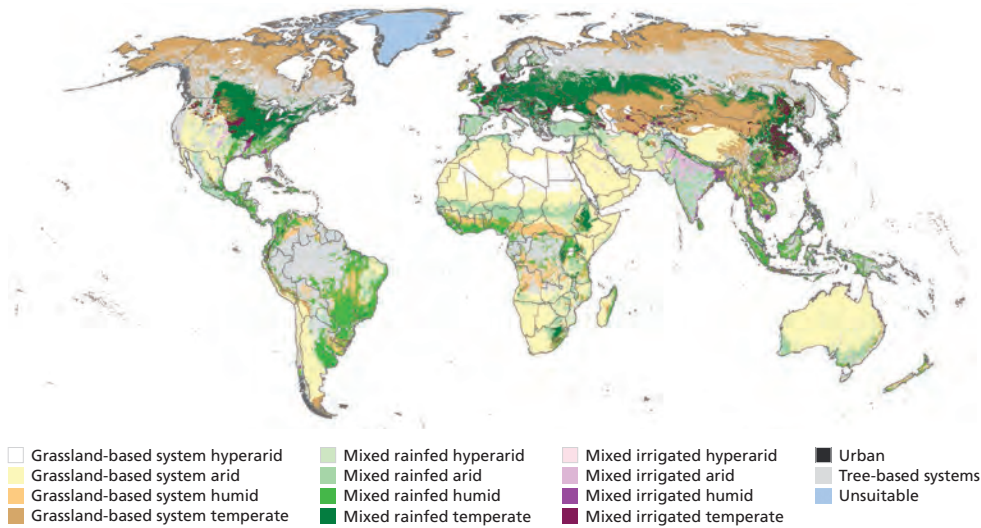 Grassland-based system hyperarid
Grassland-based system arid
Grassland-based system humid
Grassland-based system temperate
Mixed rainfed hyperarid
Mixed rainfed arid
Mixed rainfed humid
Mixed rainfed temperate
Mixed irrigated hyperarid
Mixed irrigated arid
Mixed irrigated humid
Mixed irrigated temperate
Urban
Tree-based systems
Unsuitable